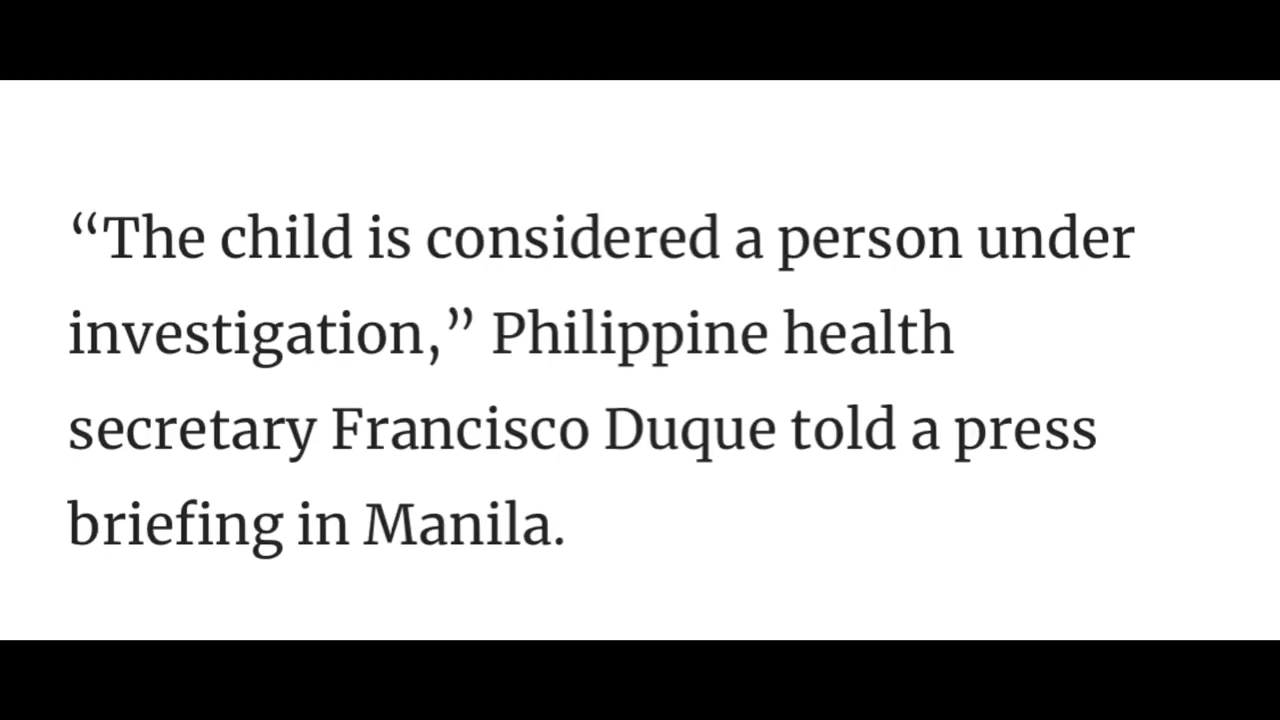 “The child is considered a person under
investigation,” Philippine health
secretary Francisco Duque told a press
briefing in Manila.